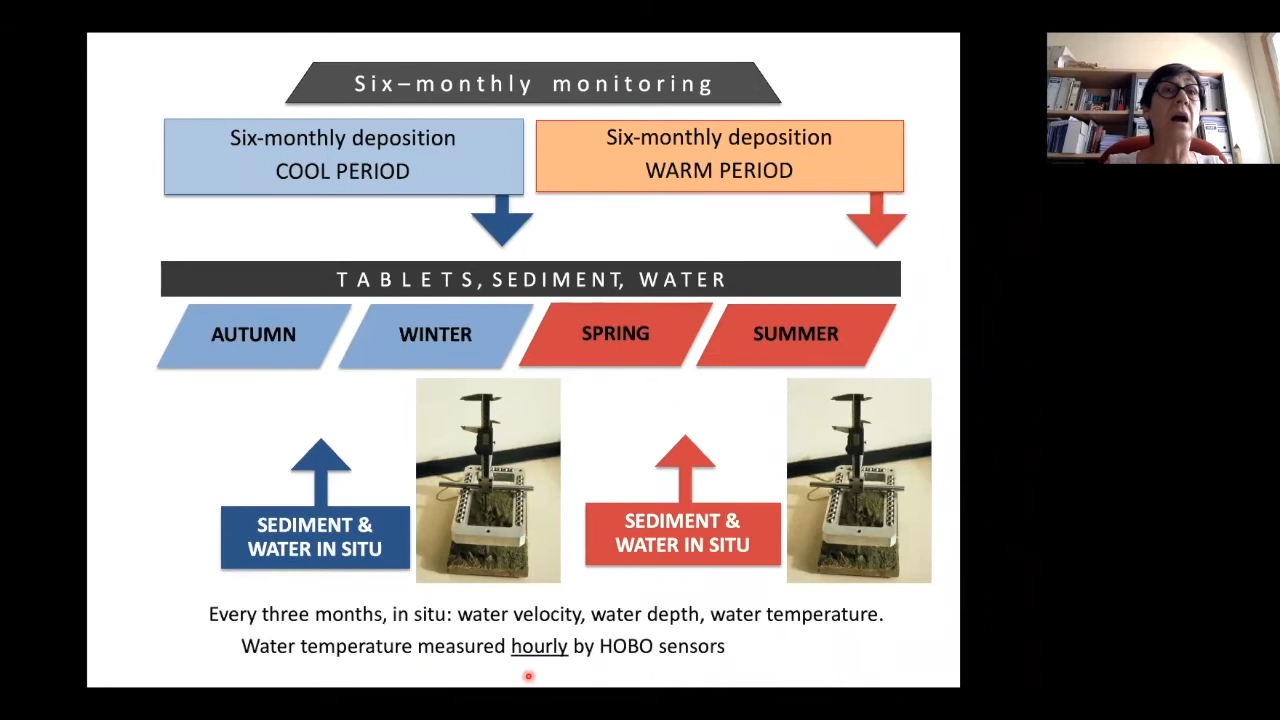 Six–monthly monitoring
Six-monthly deposition
COOL PERIOD
Six-monthly deposition
WARM PERIOD
TABLETS, SEDIMENT, WATER
AUTUMN
WINTER
SPRING
SUMMER
SEDIMENT &
WATER IN SITU
SEDIMENT &
WATER IN SITU
Every three months, in situ: water velocity, water depth, water temperature.
Water temperature measured hourly by HOBO sensors